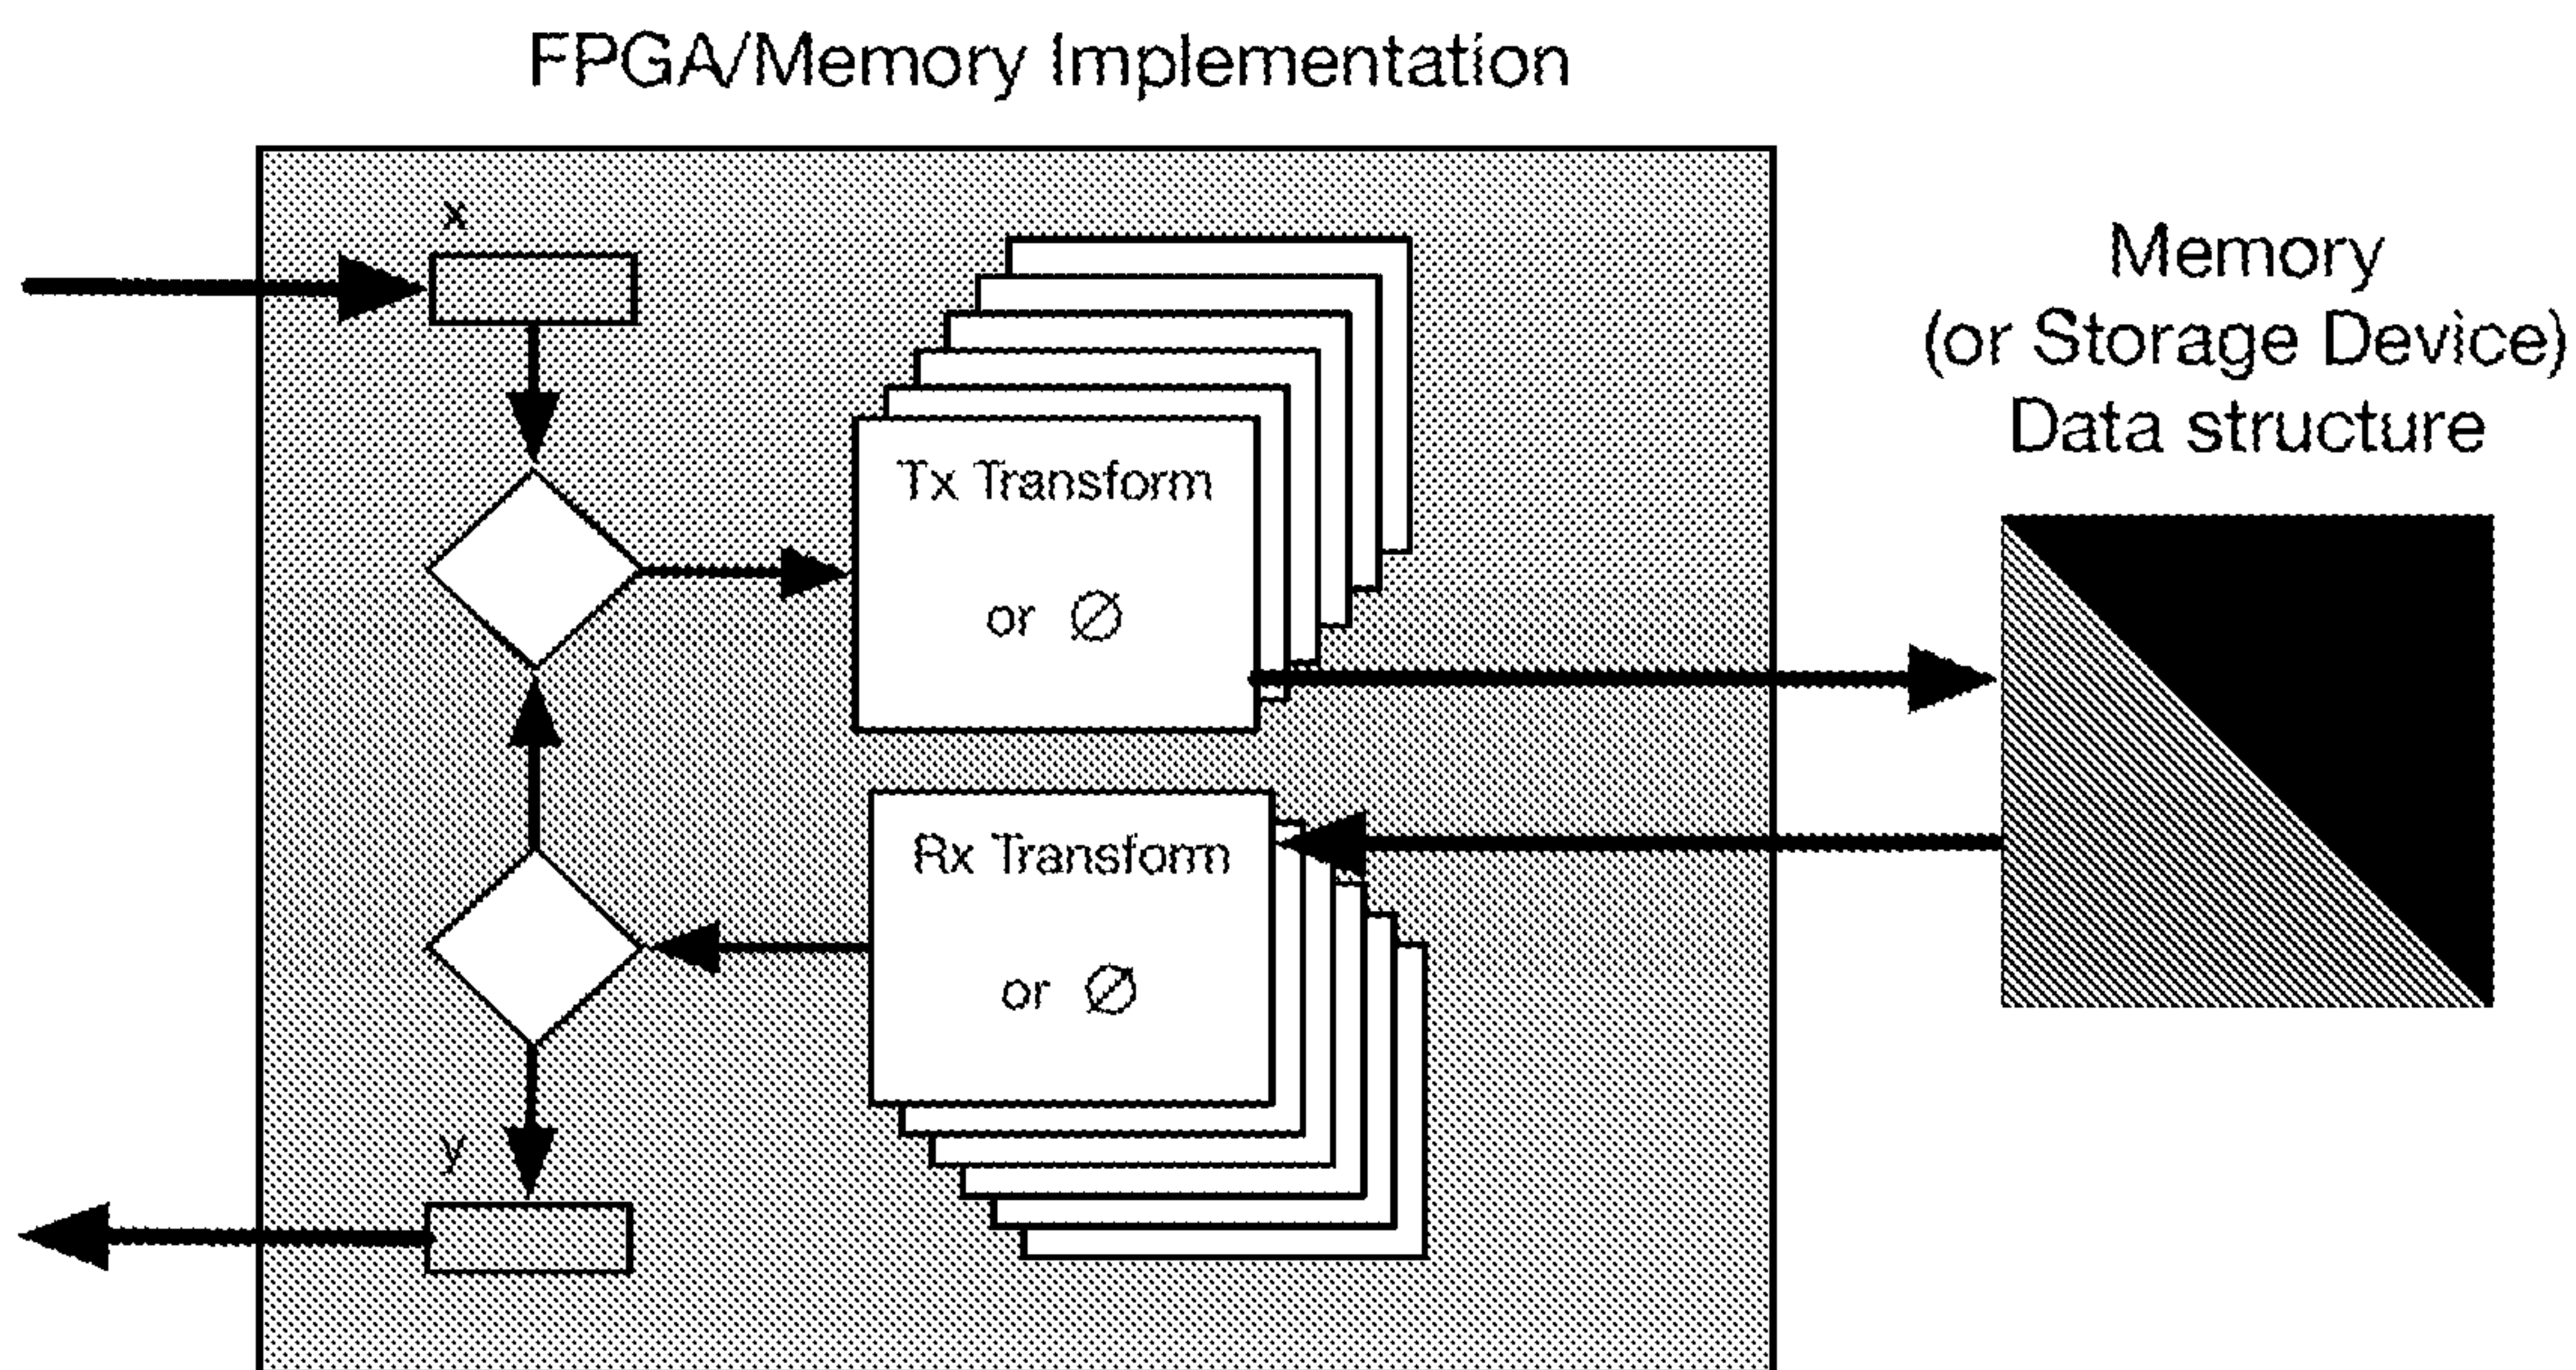 FPGA/Memory Implementation
x
Memory
(or Storage Device)
Data structure
Tx Transform
or ∅
Rx Transform
or ∅
y